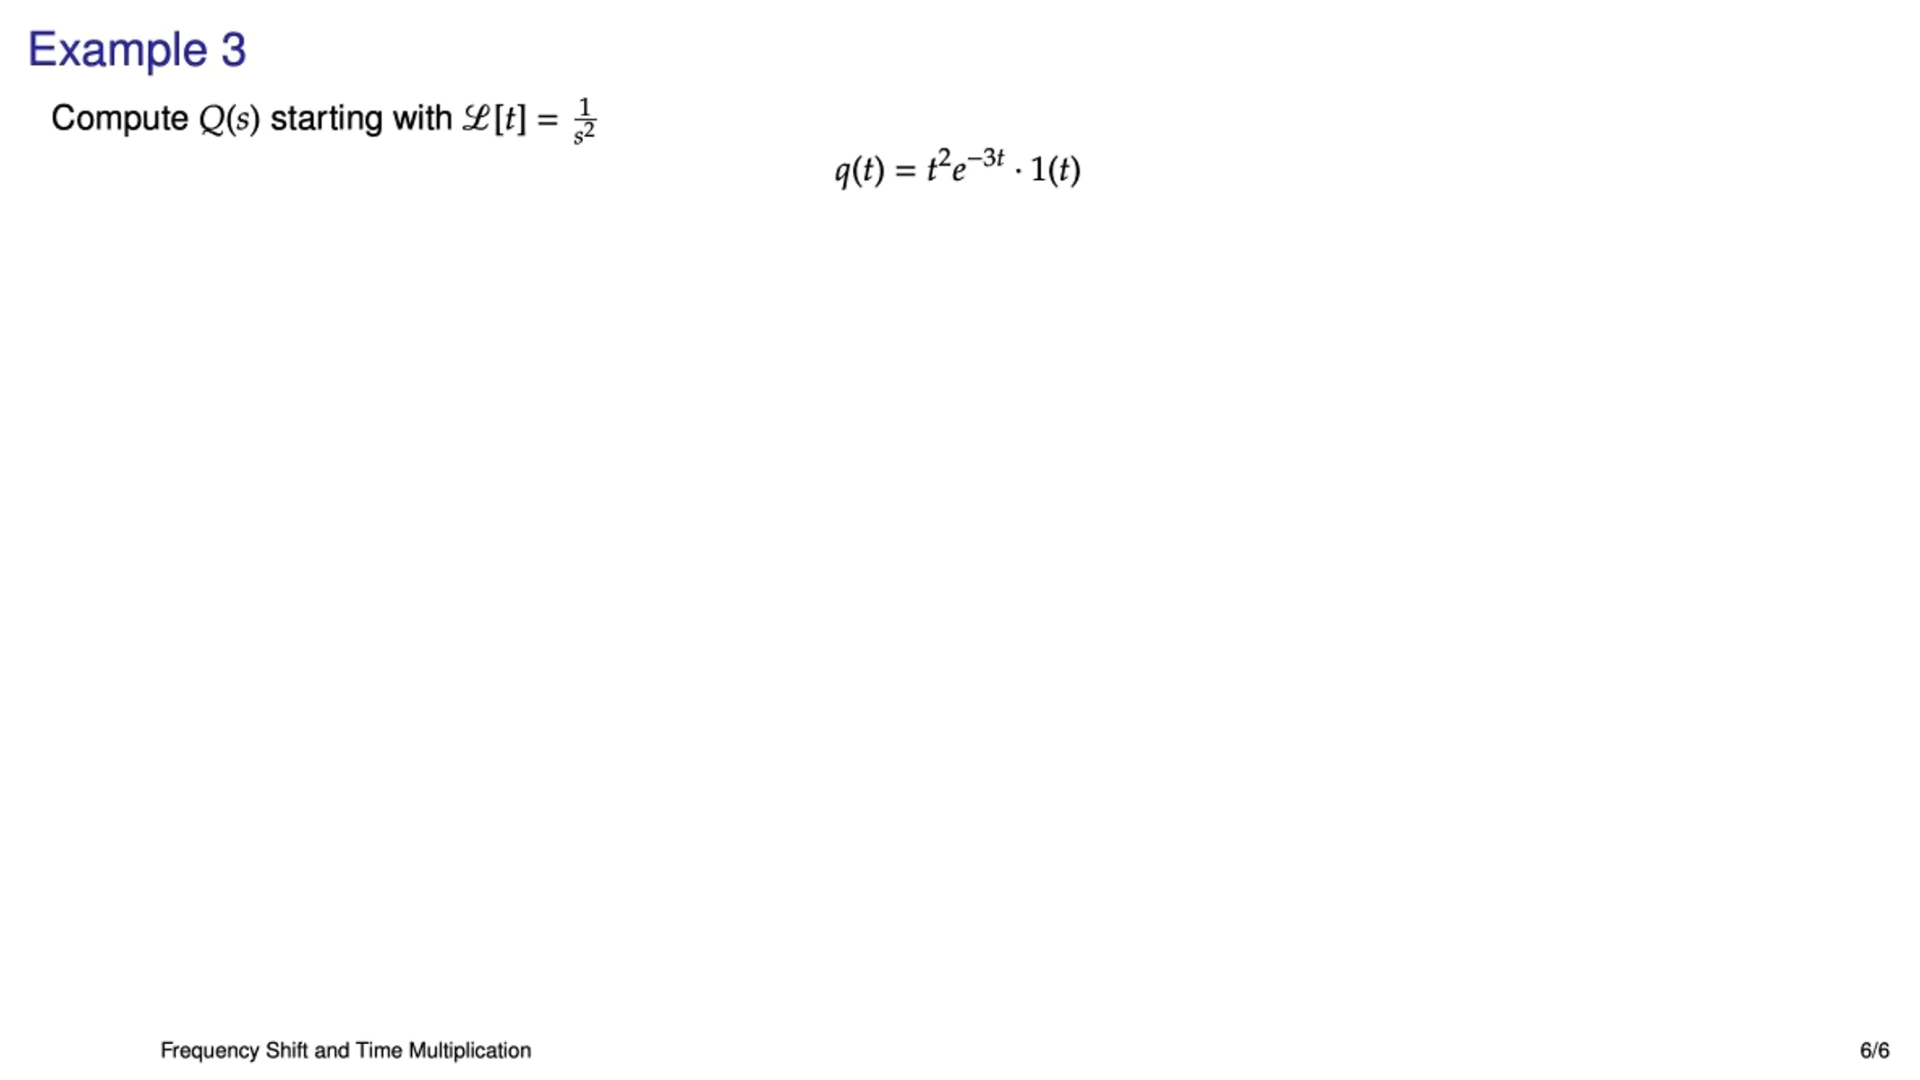 Example 3
Compute Q(s) starting with ℒ[t] = 1/s²
q(t) = t²e⁻³ᵗ · 1(t)
Frequency Shift and Time Multiplication
6/6